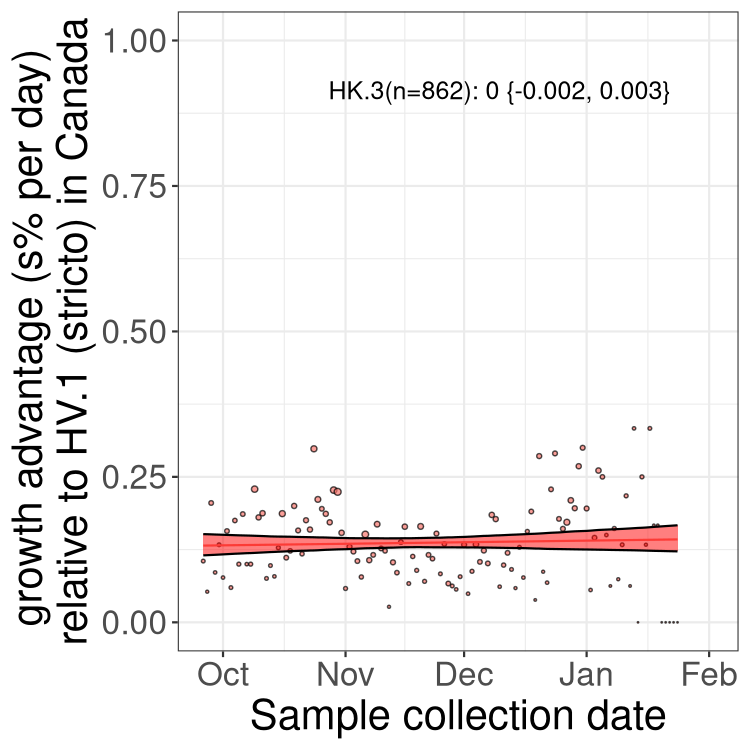 growth advantage (s% per day)
relative to HV.1 (stricto) in Canada
1.00
HK.3(n=862): 0 {-0.002, 0.003}
0.75
0.50
0.25
0.00
Oct Nov Dec Jan Feb
Sample collection date